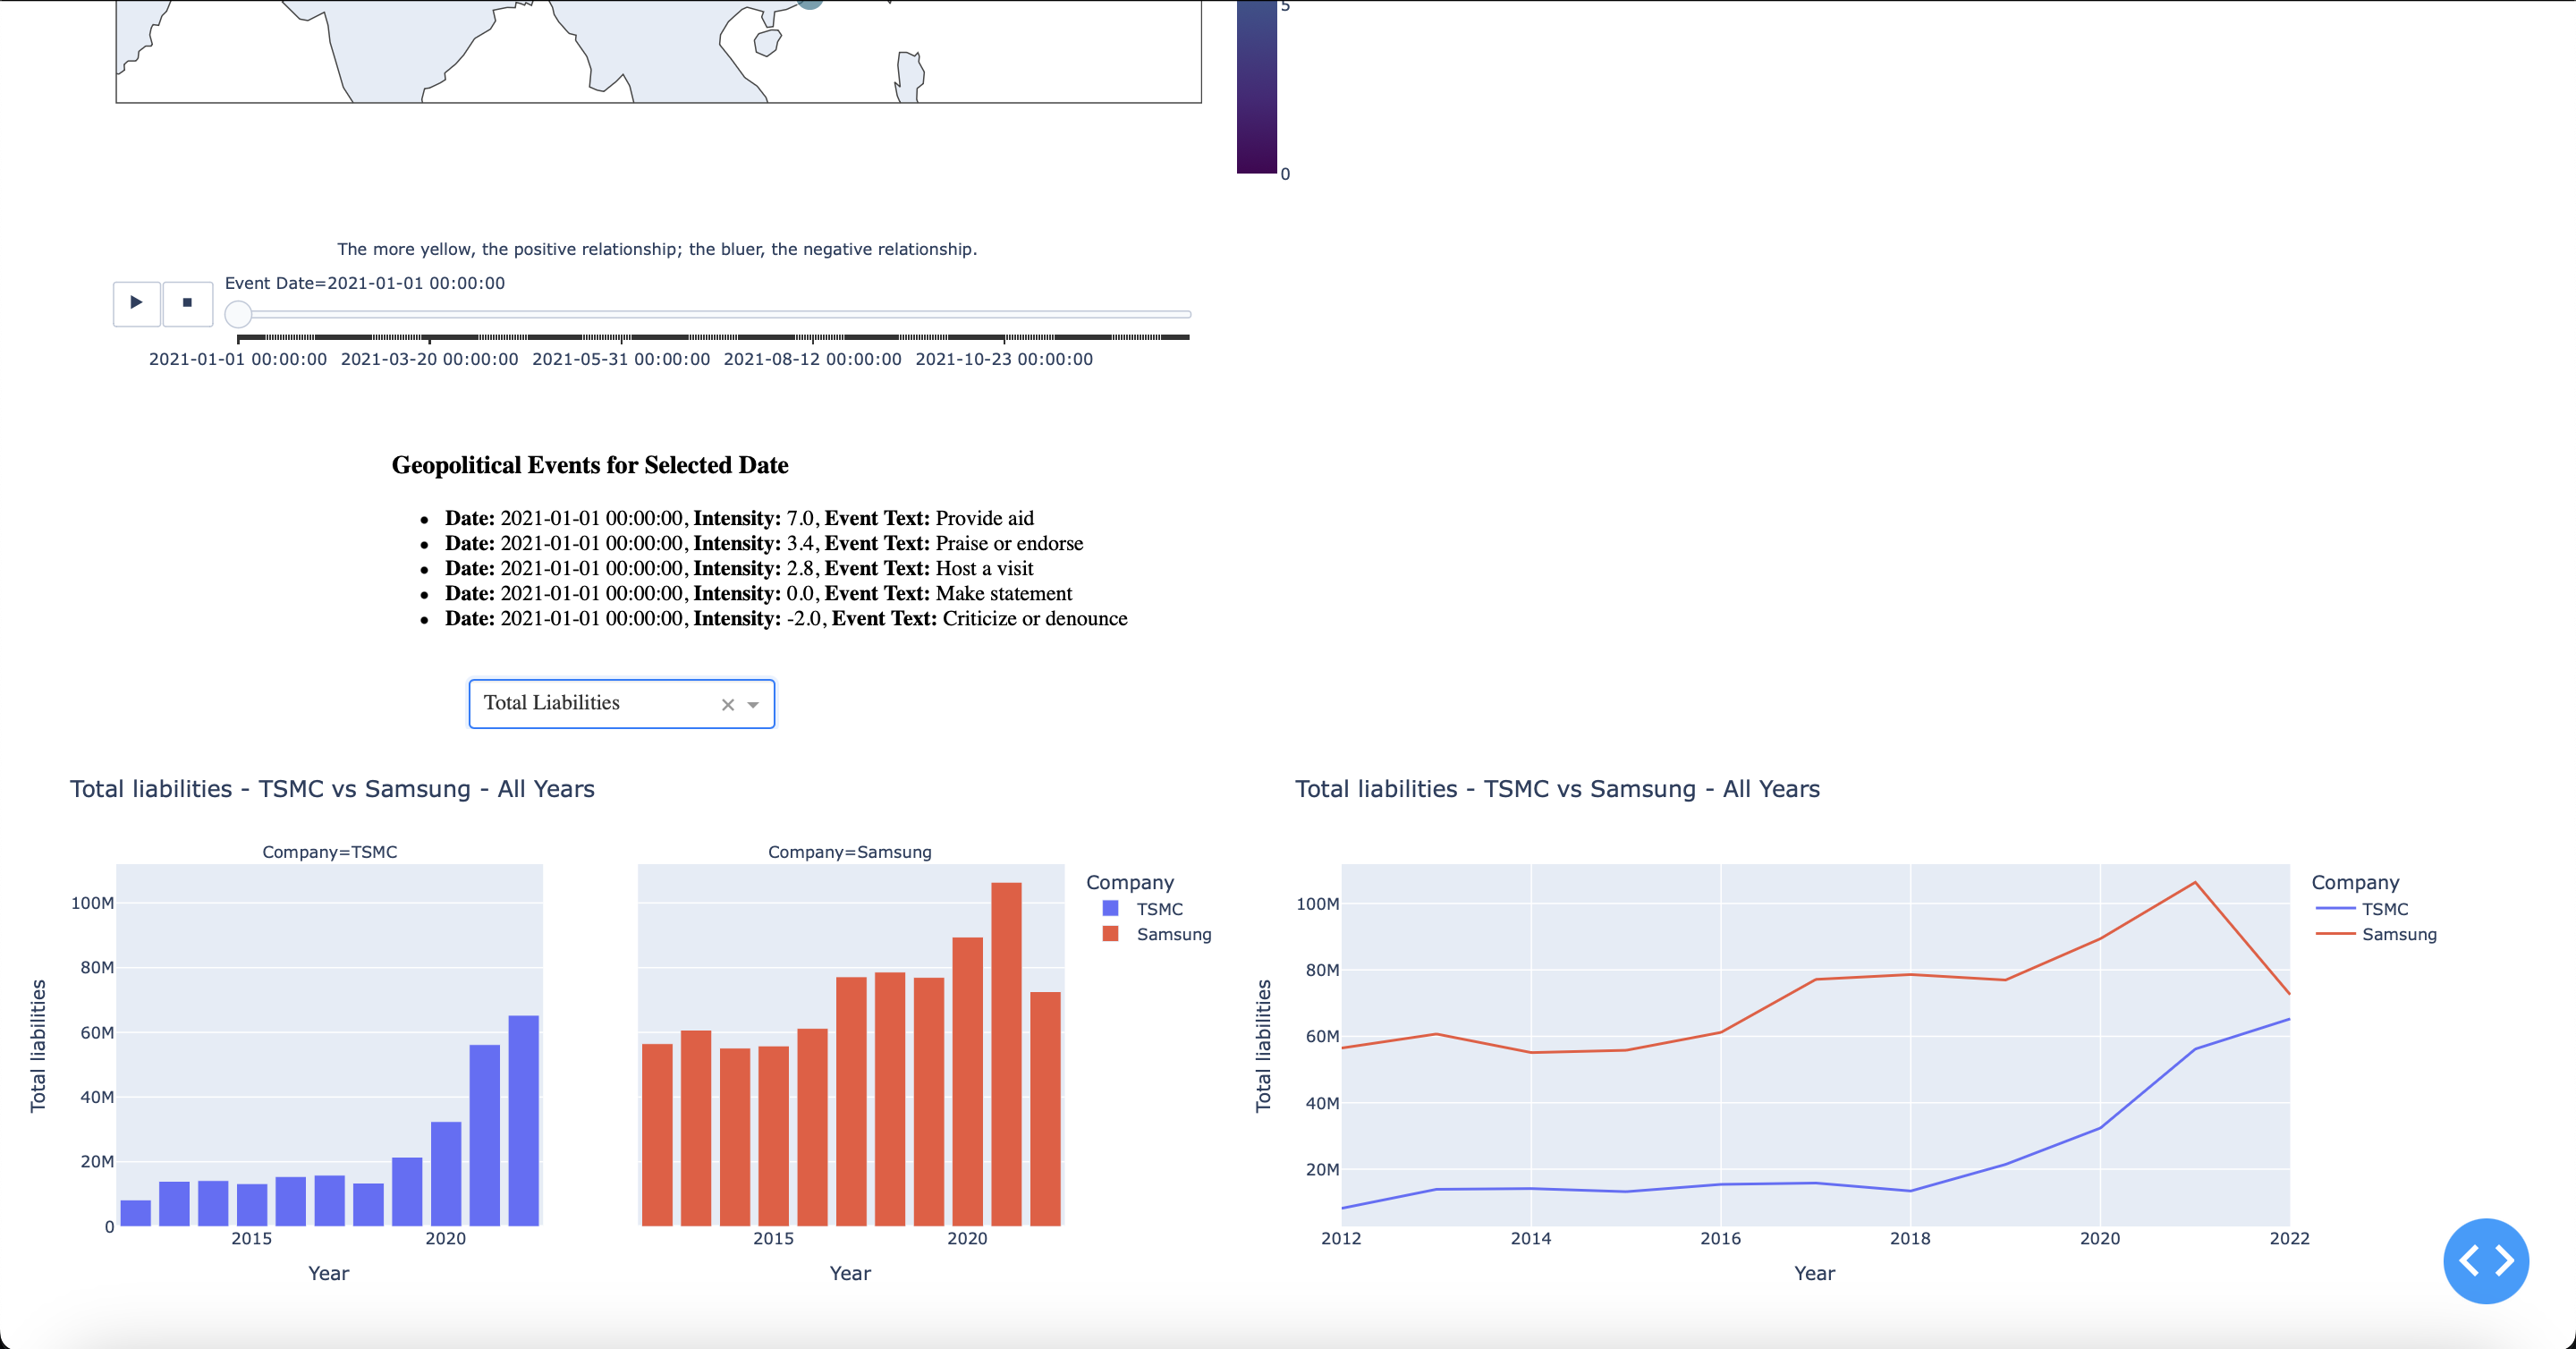 5
0
The more yellow, the positive relationship; the bluer, the negative relationship.
Event Date=2021-01-01 00:00:00
2021-01-01 00:00:00 2021-03-20 00:00:00 2021-05-31 00:00:00 2021-08-12 00:00:00 2021-10-23 00:00:00
Geopolitical Events for Selected Date
Date: 2021-01-01 00:00:00, Intensity: 7.0, Event Text: Provide aid
Date: 2021-01-01 00:00:00, Intensity: 3.4, Event Text: Praise or endorse
Date: 2021-01-01 00:00:00, Intensity: 2.8, Event Text: Host a visit
Date: 2021-01-01 00:00:00, Intensity: 0.0, Event Text: Make statement
Date: 2021-01-01 00:00:00, Intensity: -2.0, Event Text: Criticize or denounce
Total Liabilities
Total liabilities - TSMC vs Samsung - All Years
Company=TSMC
Company=Samsung
Company
TSMC
Samsung
Total liabilities
100M
80M
60M
40M
20M
0
2015 2020
2015 2020
Year
Year
Total liabilities - TSMC vs Samsung - All Years
Company
TSMC
Samsung
Total liabilities
100M
80M
60M
40M
20M
2012 2014 2016 2018 2020 2022
Year